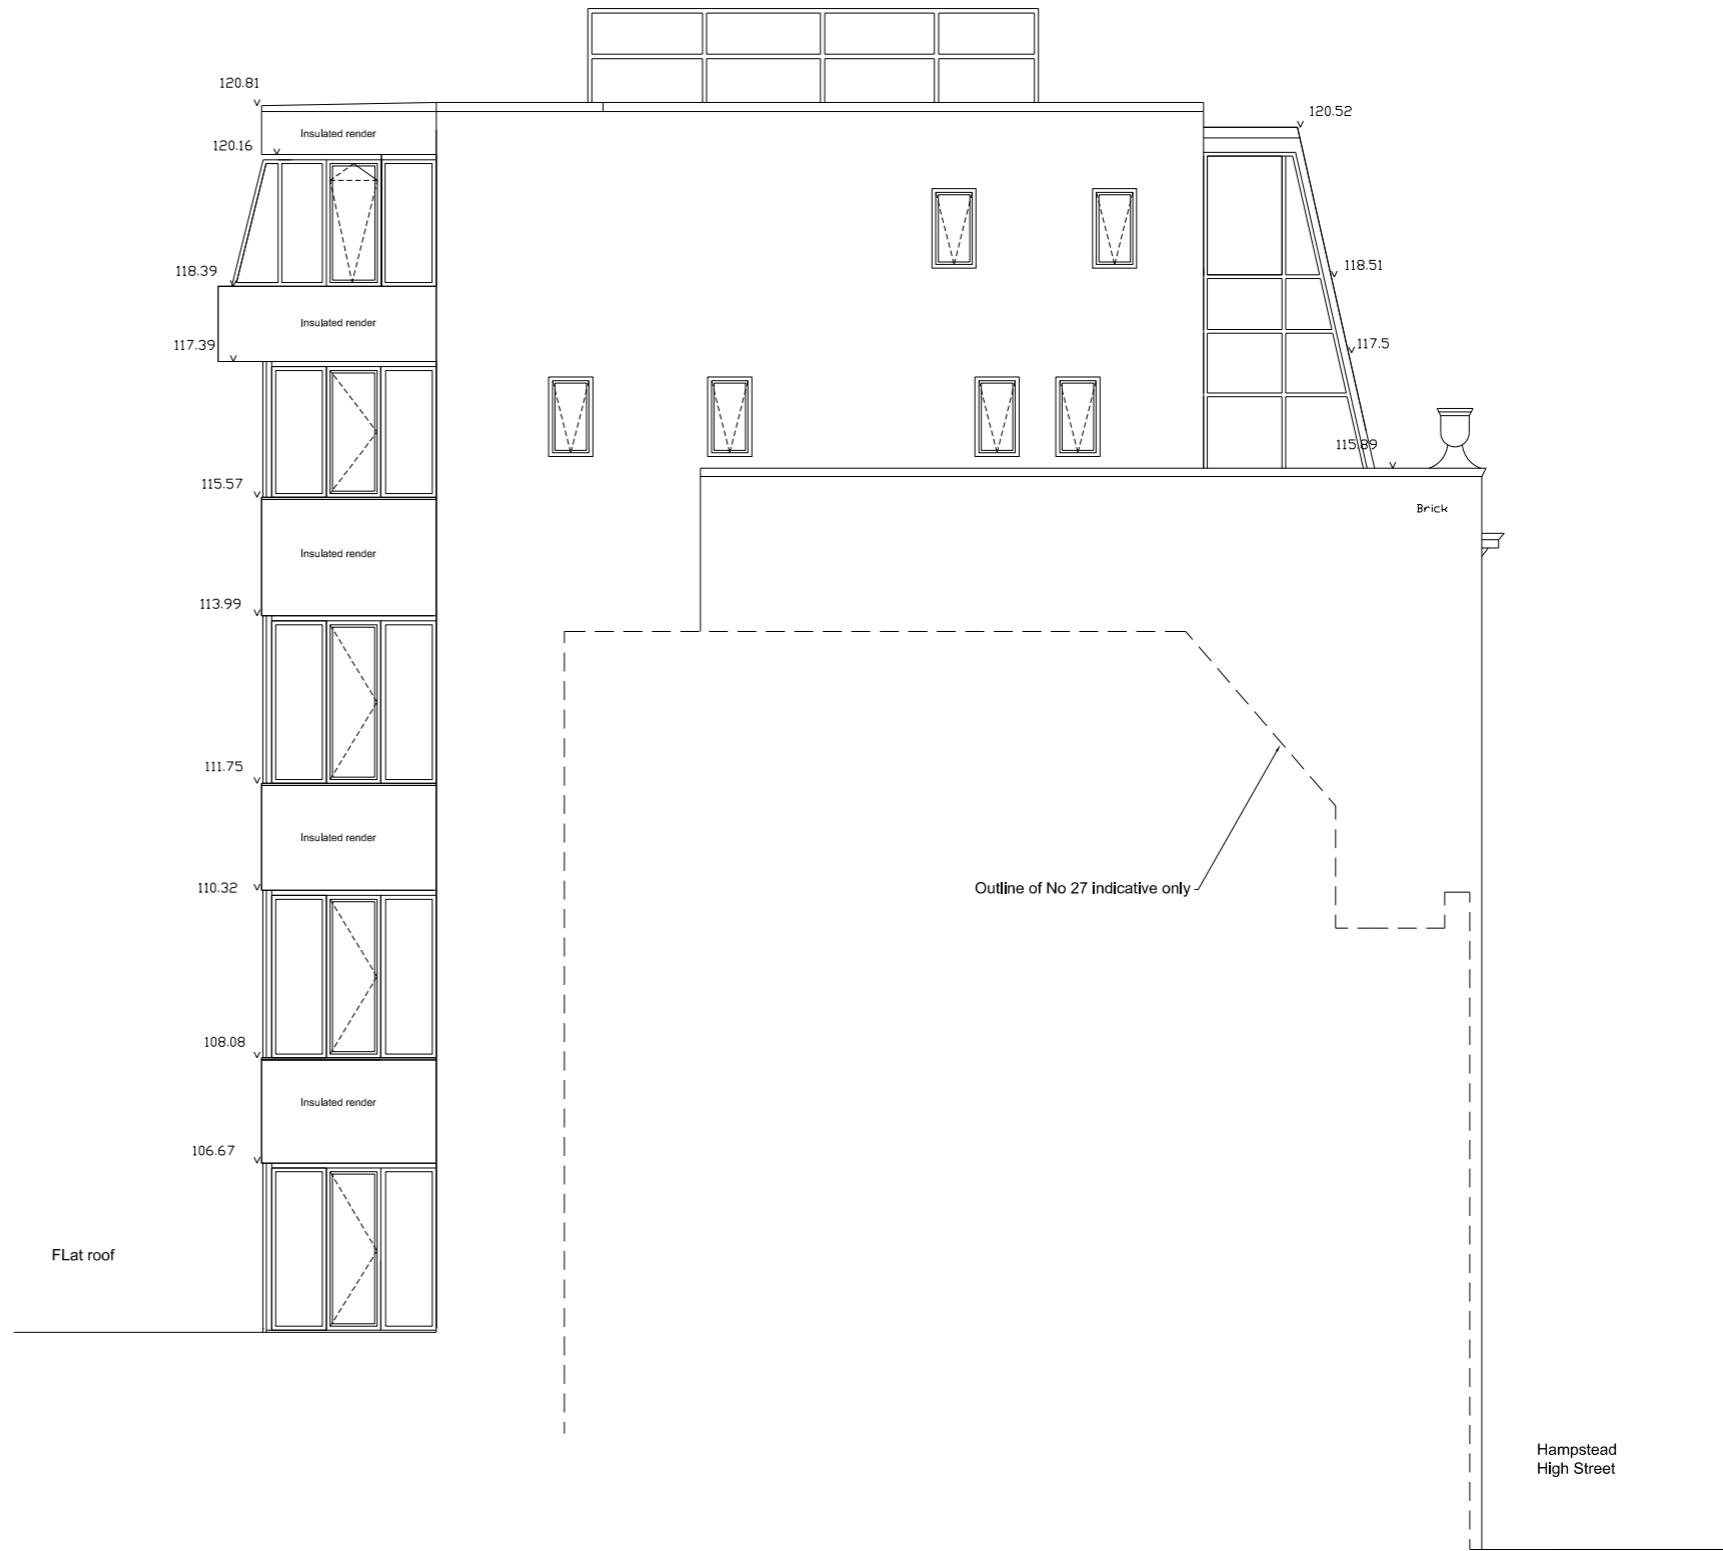 120.81
120.52
Insulated render
120.16
118.51
118.39
Insulated render
117.39
117.5
115.89
115.57
Brick
Insulated render
113.99
111.75
Insulated render
110.32
Outline of No 27 indicative only
108.08
Insulated render
106.67
FLat roof
Hampstead
High Street